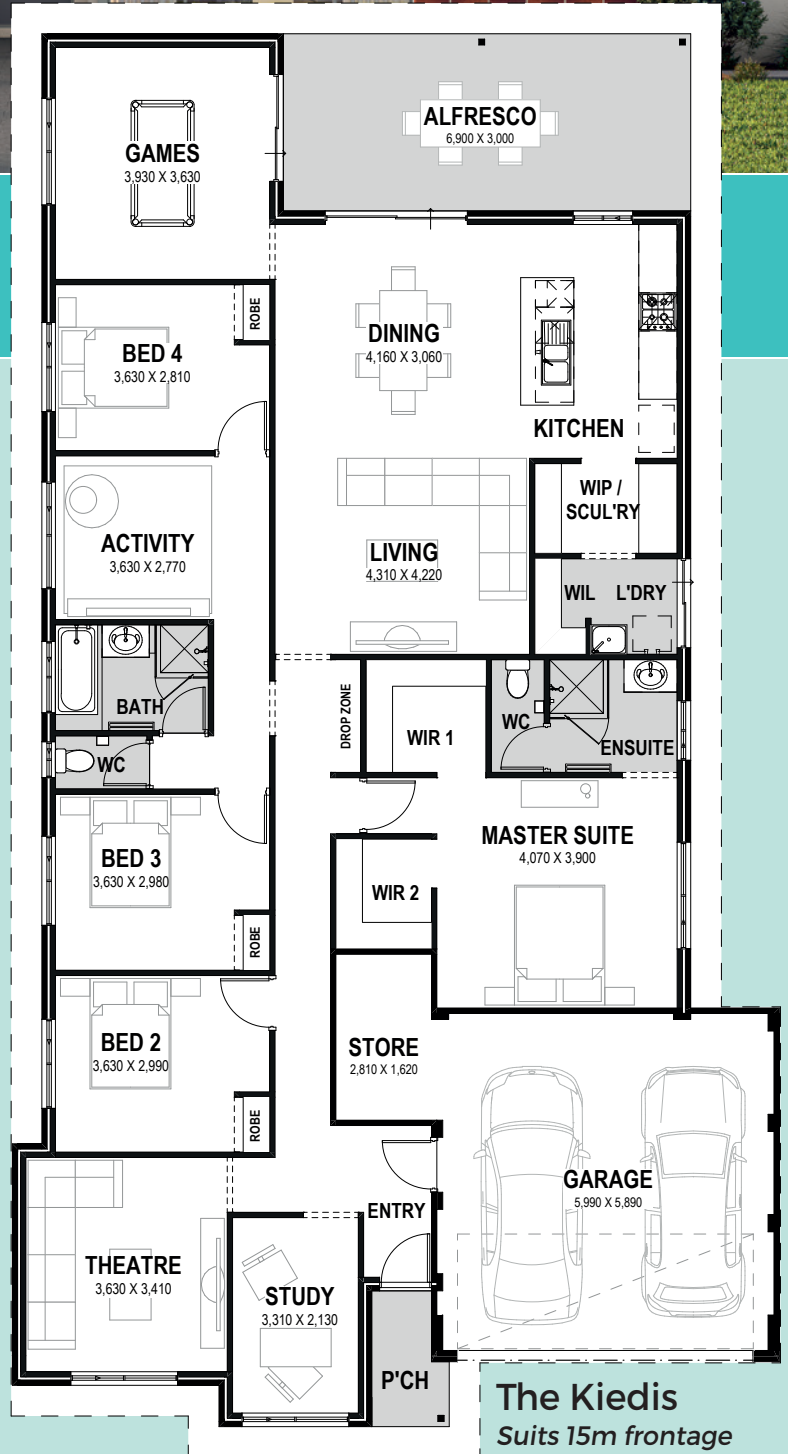 ALFRESCO
6,900 X 3,000
GAMES
3,930 X 3,630
ROBE
BED 4
3,630 X 2,810
DINING
4,160 X 3,060
KITCHEN
WIP /
SCUL'RY
ACTIVITY
3,630 X 2,770
LIVING
4,310 X 4,220
WIL L'DRY
BATH
DROP ZONE
WIR 1
WC
ENSUITE
WC
BED 3
3,630 X 2,980
MASTER SUITE
4,070 X 3,900
WIR 2
ROBE
BED 2
3,630 X 2,990
STORE
2,810 X 1,620
ROBE
GARAGE
5,990 X 5,890
ENTRY
THEATRE
3,630 X 3,410
STUDY
3,310 X 2,130
P'CH
The Kiedis
Suits 15m frontage